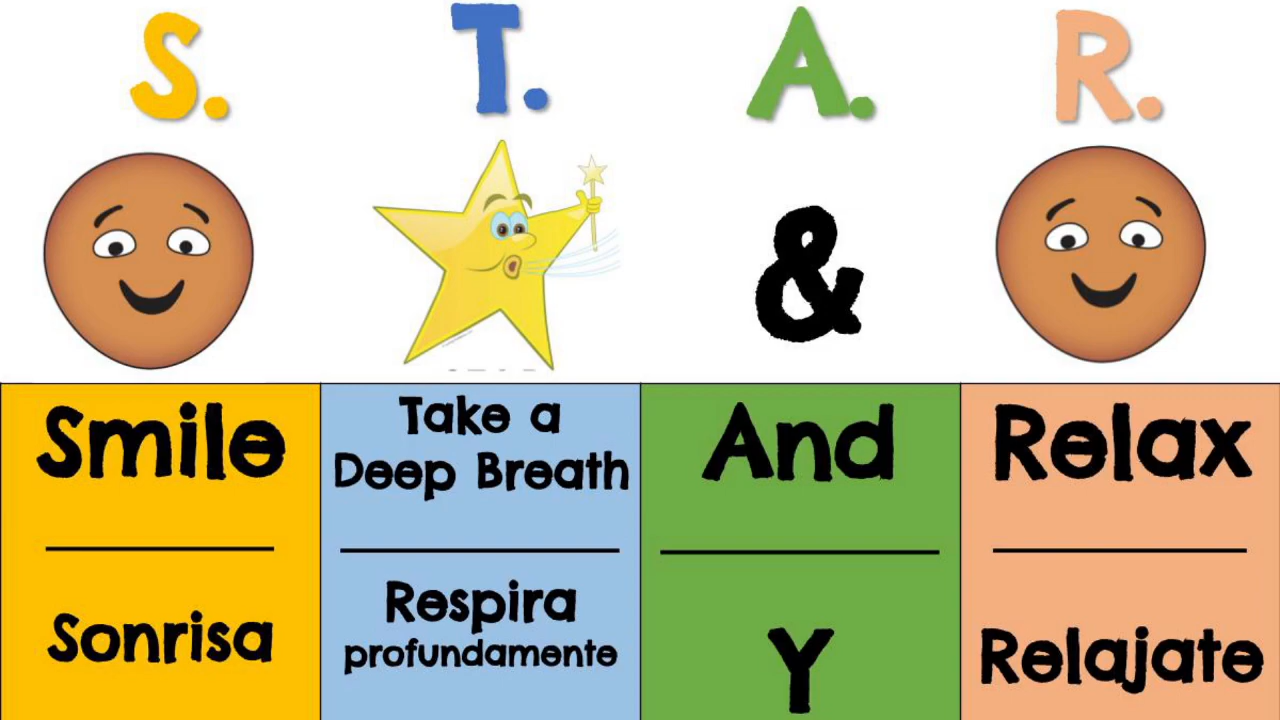 S. T. A. R.
&
Smile
Take a
Deep Breath
And
Relax
Sonrisa
Respira
profundamente
Y
Relajate